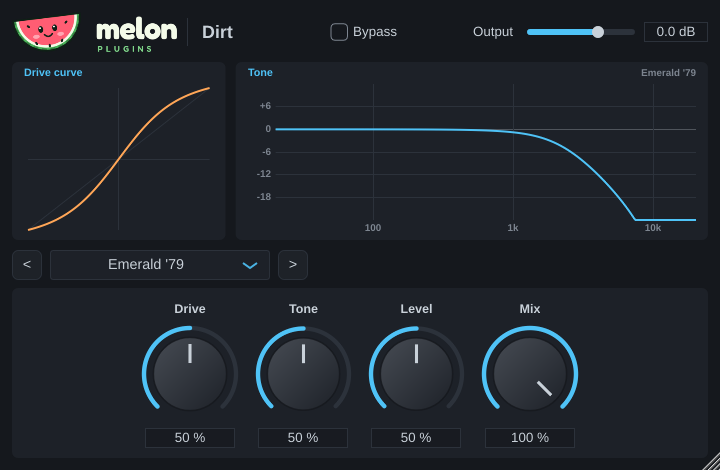 melon
PLUGINS
Dirt
Bypass
Output
0.0 dB
Drive curve
Tone
Emerald '79
+6
0
-6
-12
-18
100
1k
10k
<
Emerald '79
>
Drive
Tone
Level
Mix
50 %
50 %
50 %
100 %